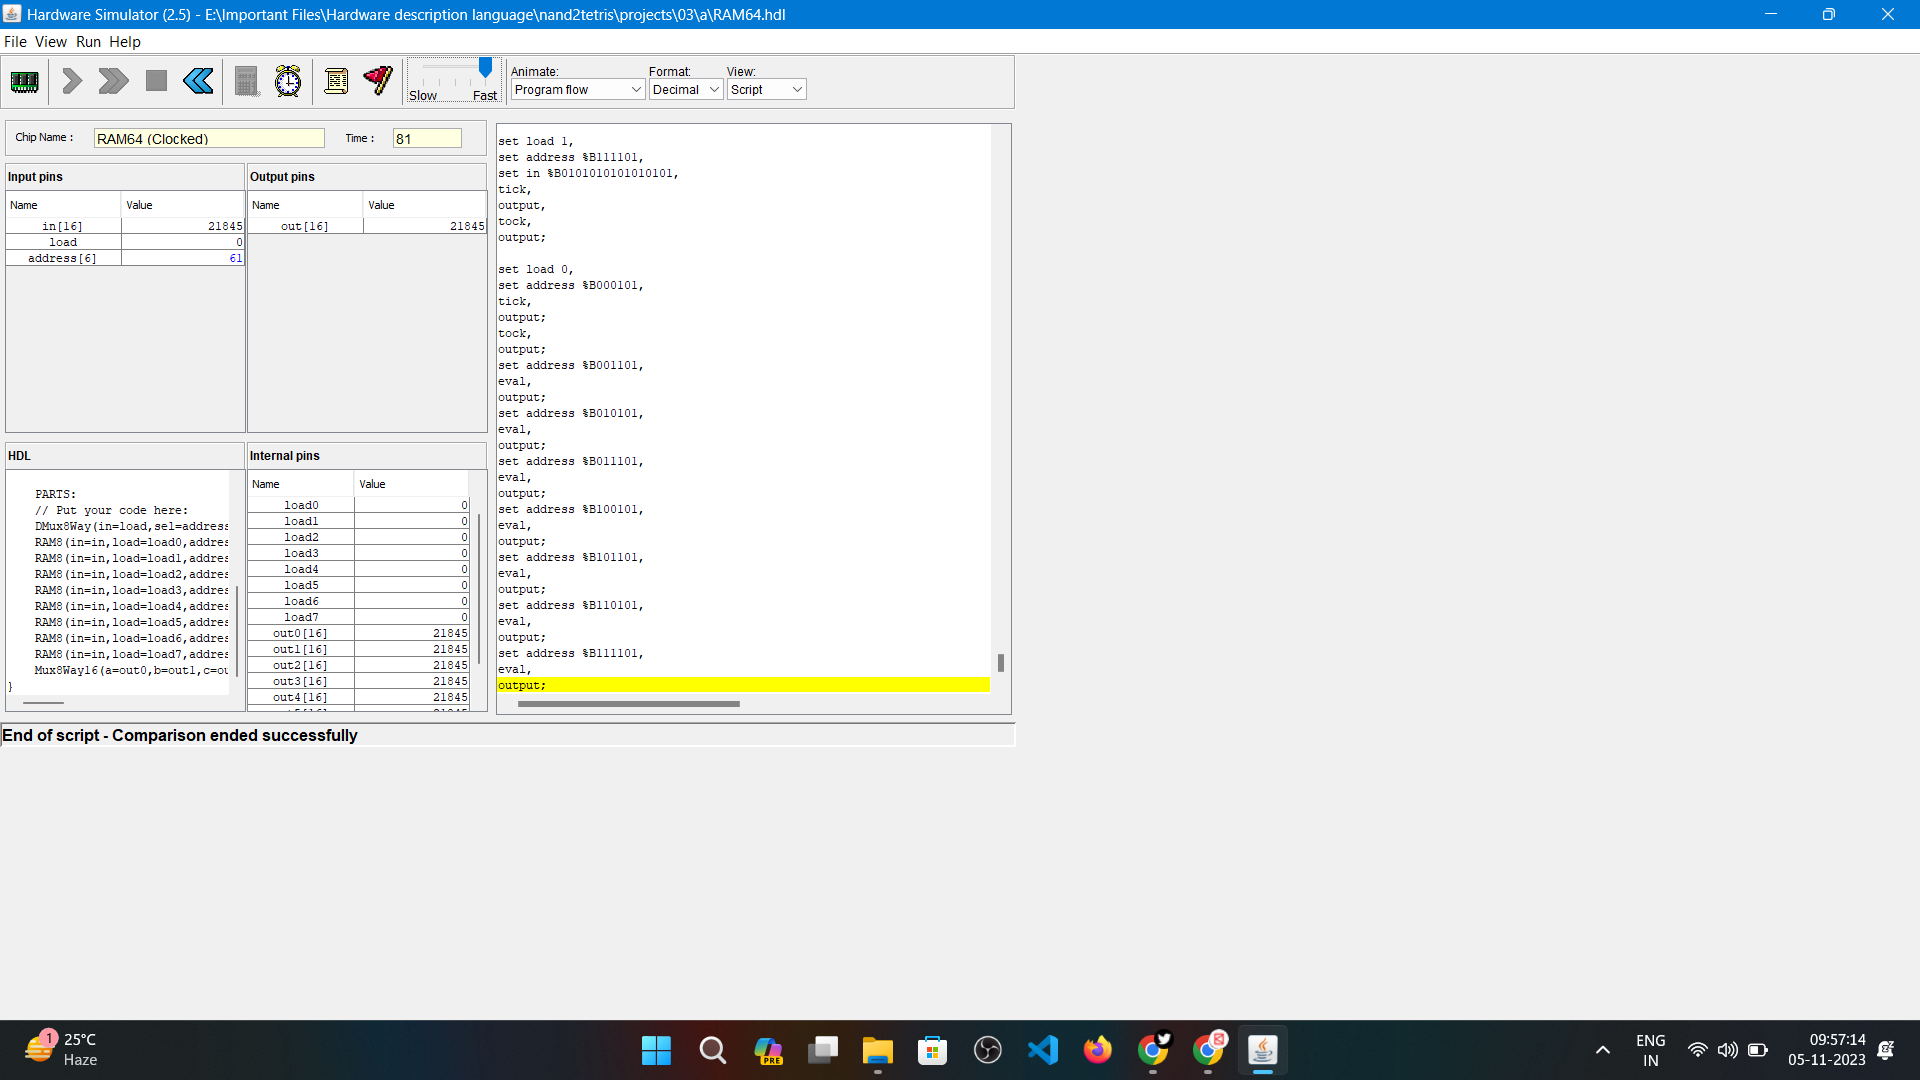 Hardware Simulator (2.5) - E:\Important Files\Hardware description language\nand2tetris\projects\03\a\RAM64.hdl
File View Run Help
Slow Fast
Animate:
Program flow
Format:
Decimal
View:
Script
Chip Name :
RAM64 (Clocked)
Time :
81
Input pins
Name Value
in[16] 21845
load 0
address[6] 61
Output pins
Name Value
out[16] 21845
HDL
PARTS:
// Put your code here:
DMux8Way(in=load,sel=address
RAM8(in=in,load=load0,addres
RAM8(in=in,load=load1,addres
RAM8(in=in,load=load2,addres
RAM8(in=in,load=load3,addres
RAM8(in=in,load=load4,addres
RAM8(in=in,load=load5,addres
RAM8(in=in,load=load6,addres
RAM8(in=in,load=load7,addres
Mux8Way16(a=out0,b=out1,c=ou
}
Internal pins
Name Value
load0 0
load1 0
load2 0
load3 0
load4 0
load5 0
load6 0
load7 0
out0[16] 21845
out1[16] 21845
out2[16] 21845
out3[16] 21845
out4[16] 21845
set load 1,
set address %B111101,
set in %B0101010101010101,
tick,
output,
tock,
output;
set load 0,
set address %B000101,
tick,
output;
tock,
output;
set address %B001101,
eval,
output;
set address %B010101,
eval,
output;
set address %B011101,
eval,
output;
set address %B100101,
eval,
output;
set address %B101101,
eval,
output;
set address %B110101,
eval,
output;
set address %B111101,
eval,
output;
End of script - Comparison ended successfully
1
25°C
Haze
PRE
ENG
IN
09:57:14
05-11-2023